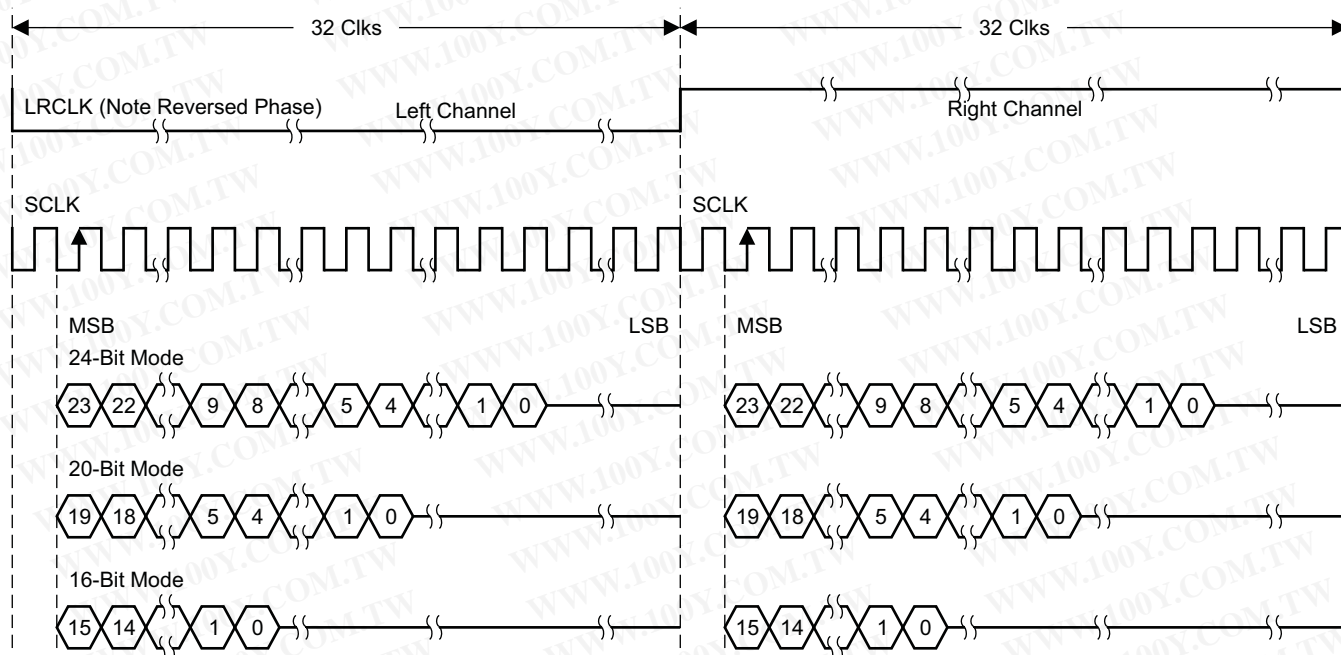 32 Clks 32 Clks
LRCLK (Note Reversed Phase) Left Channel Right Channel
SCLK SCLK
MSB LSB MSB LSB
24-Bit Mode
23 22 9 8 5 4 1 0 23 22 9 8 5 4 1 0
20-Bit Mode
19 18 5 4 1 0 19 18 5 4 1 0
16-Bit Mode
15 14 1 0 15 14 1 0
WWW.100Y.COM.TW